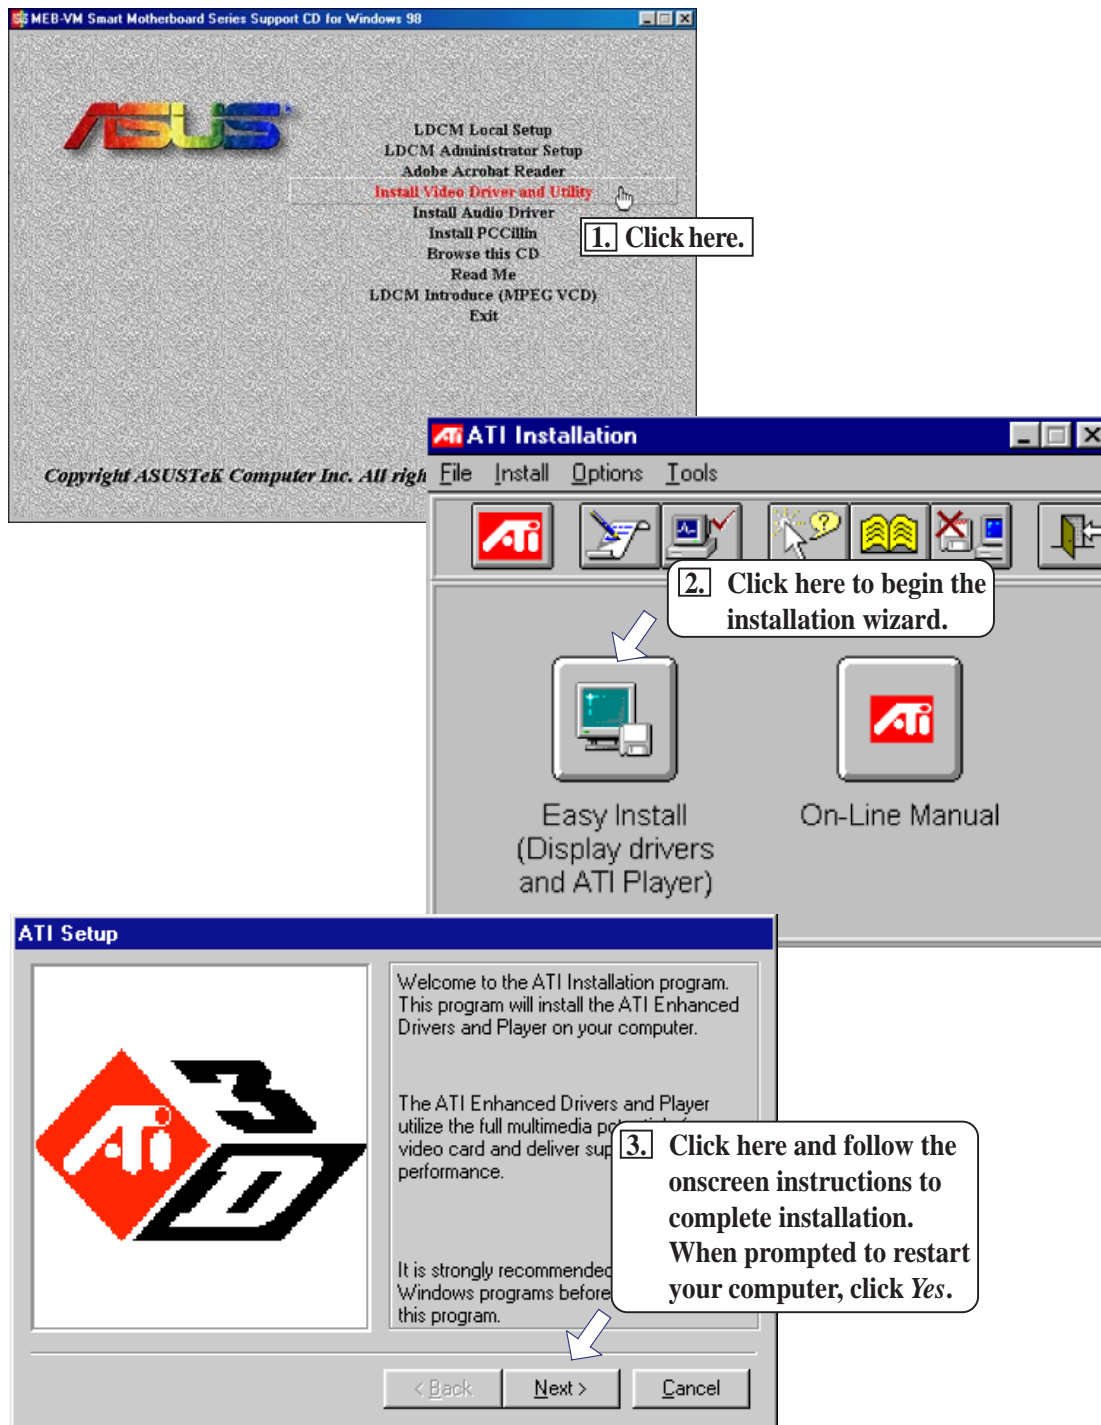 MEB-VM Smart Motherboard Series Support CD for Windows 98
ASUS
LDCM Local Setup
LDCM Administrator Setup
Adobe Acrobat Reader
Install Video Driver and Utility
Install Audio Driver
Install PCCillin
Browse this CD
Read Me
LDCM Introduce (MPEG VCD)
Exit
1. Click here.
Copyright ASUSTeK Computer Inc. All righ
ATI ATI Installation
File Install Options Tools
ATI
2. Click here to begin the
installation wizard.
ATI
Easy Install
(Display drivers
and ATI Player)
On-Line Manual
ATI Setup
ATI 3D
Welcome to the ATI Installation program.
This program will install the ATI Enhanced
Drivers and Player on your computer.
The ATI Enhanced Drivers and Player
utilize the full multimedia
video card and deliver
performance.
It is strongly recommended
Windows programs before
this program.
3. Click here and follow the
onscreen instructions to
complete installation.
When prompted to restart
your computer, click Yes.
< Back Next > Cancel